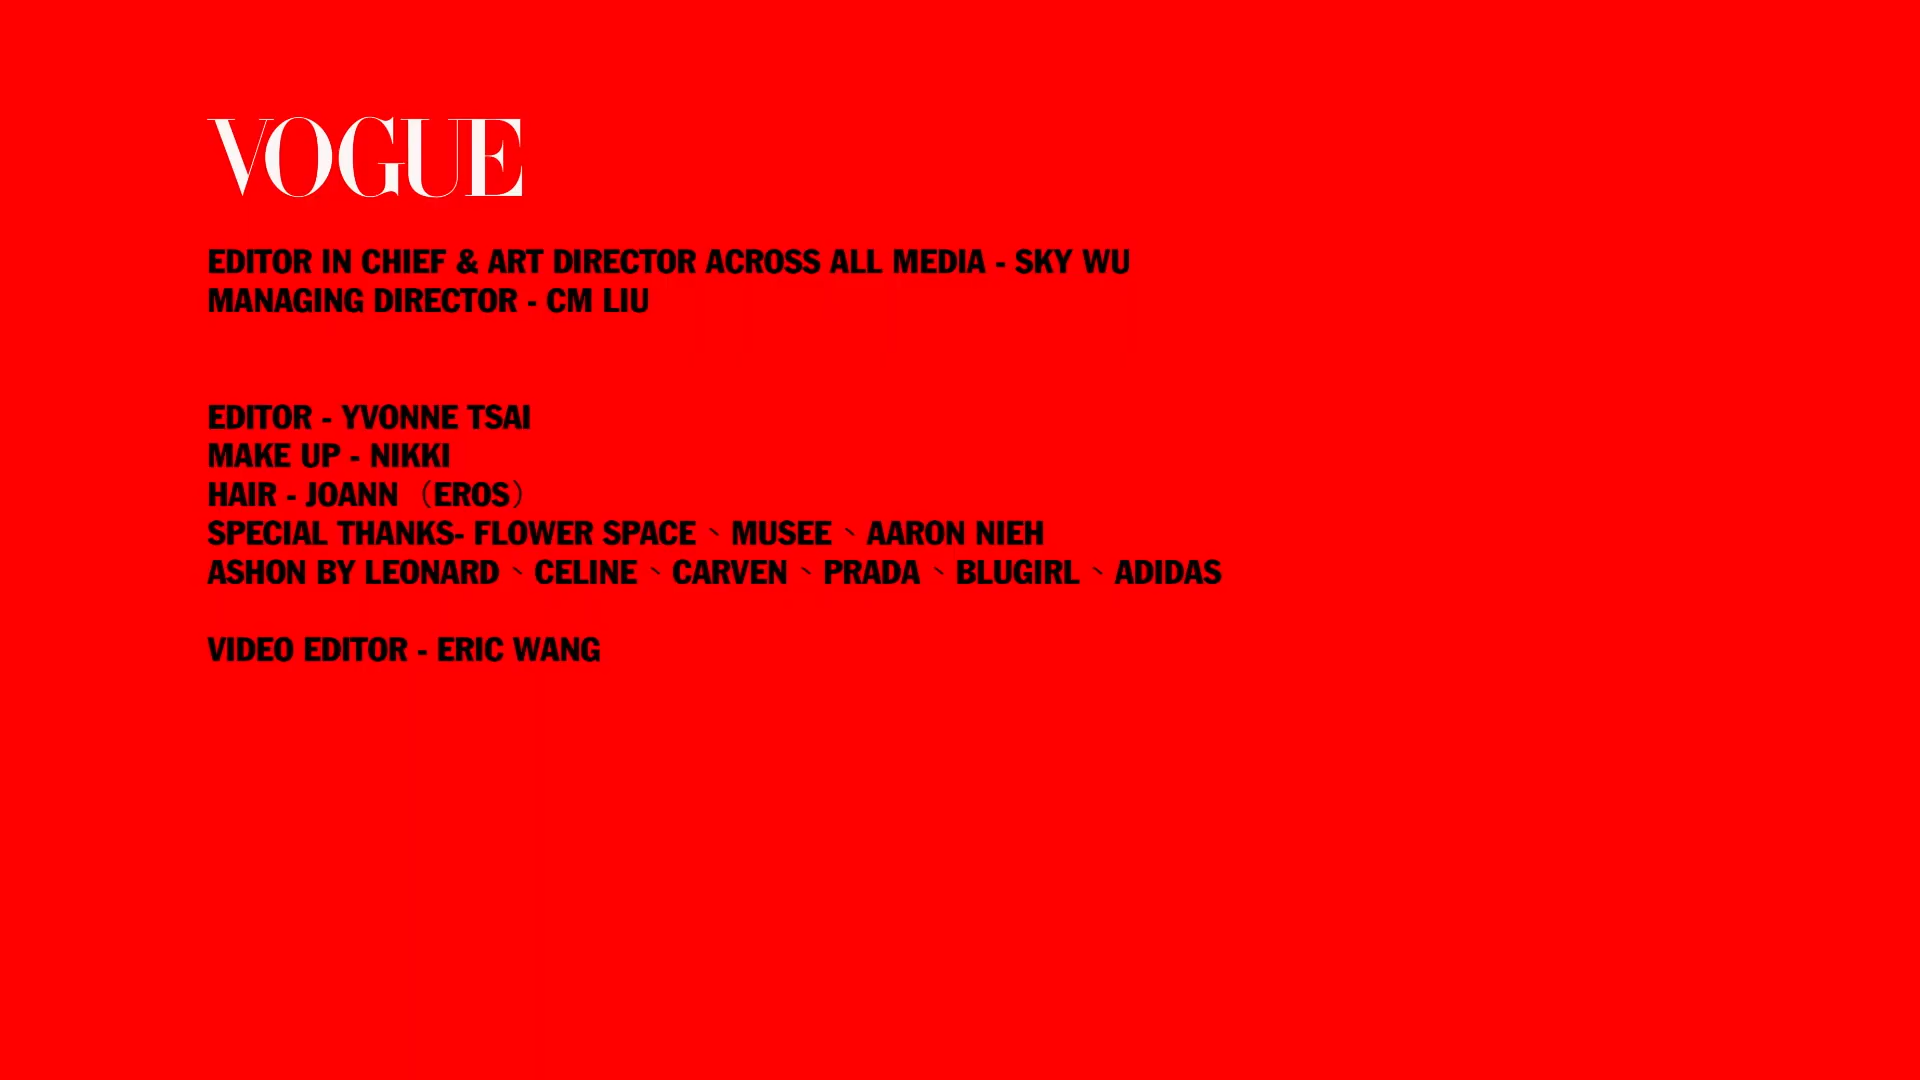 VOGUE
EDITOR IN CHIEF & ART DIRECTOR ACROSS ALL MEDIA - SKY WU
MANAGING DIRECTOR - CM LIU
EDITOR - YVONNE TSAI
MAKE UP - NIKKI
HAIR - JOANN （EROS）
SPECIAL THANKS- FLOWER SPACE、MUSEE、AARON NIEH
ASHON BY LEONARD、CELINE、CARVEN、PRADA、BLUGIRL、ADIDAS
VIDEO EDITOR - ERIC WANG